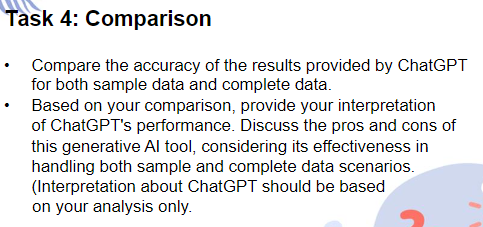 Task 4: Comparison
• Compare the accuracy of the results provided by ChatGPT
for both sample data and complete data.
• Based on your comparison, provide your interpretation
of ChatGPT's performance. Discuss the pros and cons of
this generative AI tool, considering its effectiveness in
handling both sample and complete data scenarios.
(Interpretation about ChatGPT should be based
on your analysis only.